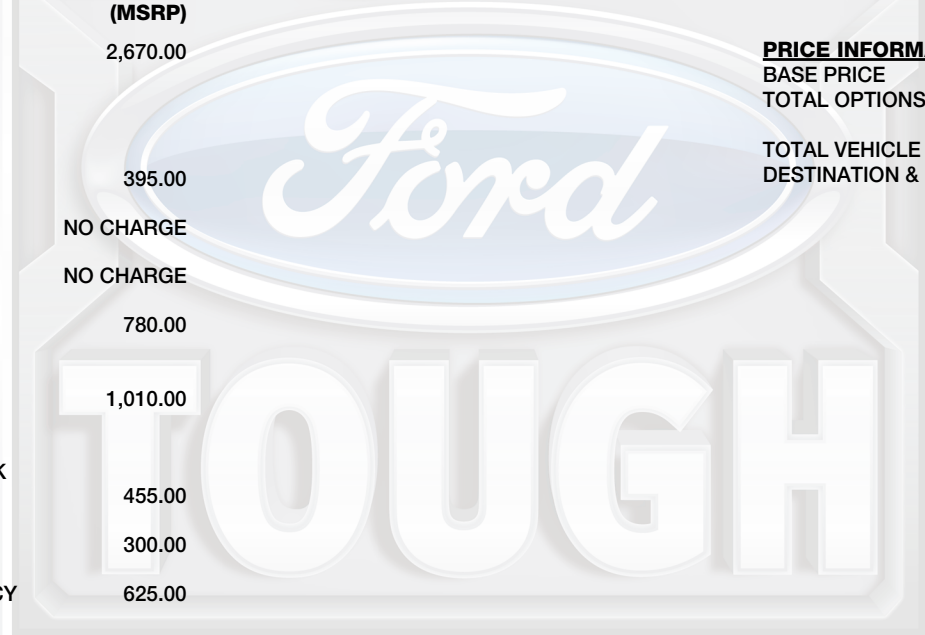 (MSRP)
2,670.00
395.00
NO CHARGE
NO CHARGE
780.00
1,010.00
455.00
300.00
625.00
PRICE
BASE PRICE
TOTAL OPTIONS
TOTAL VEHICLE
DESTINATION &
Ford
TOUGH